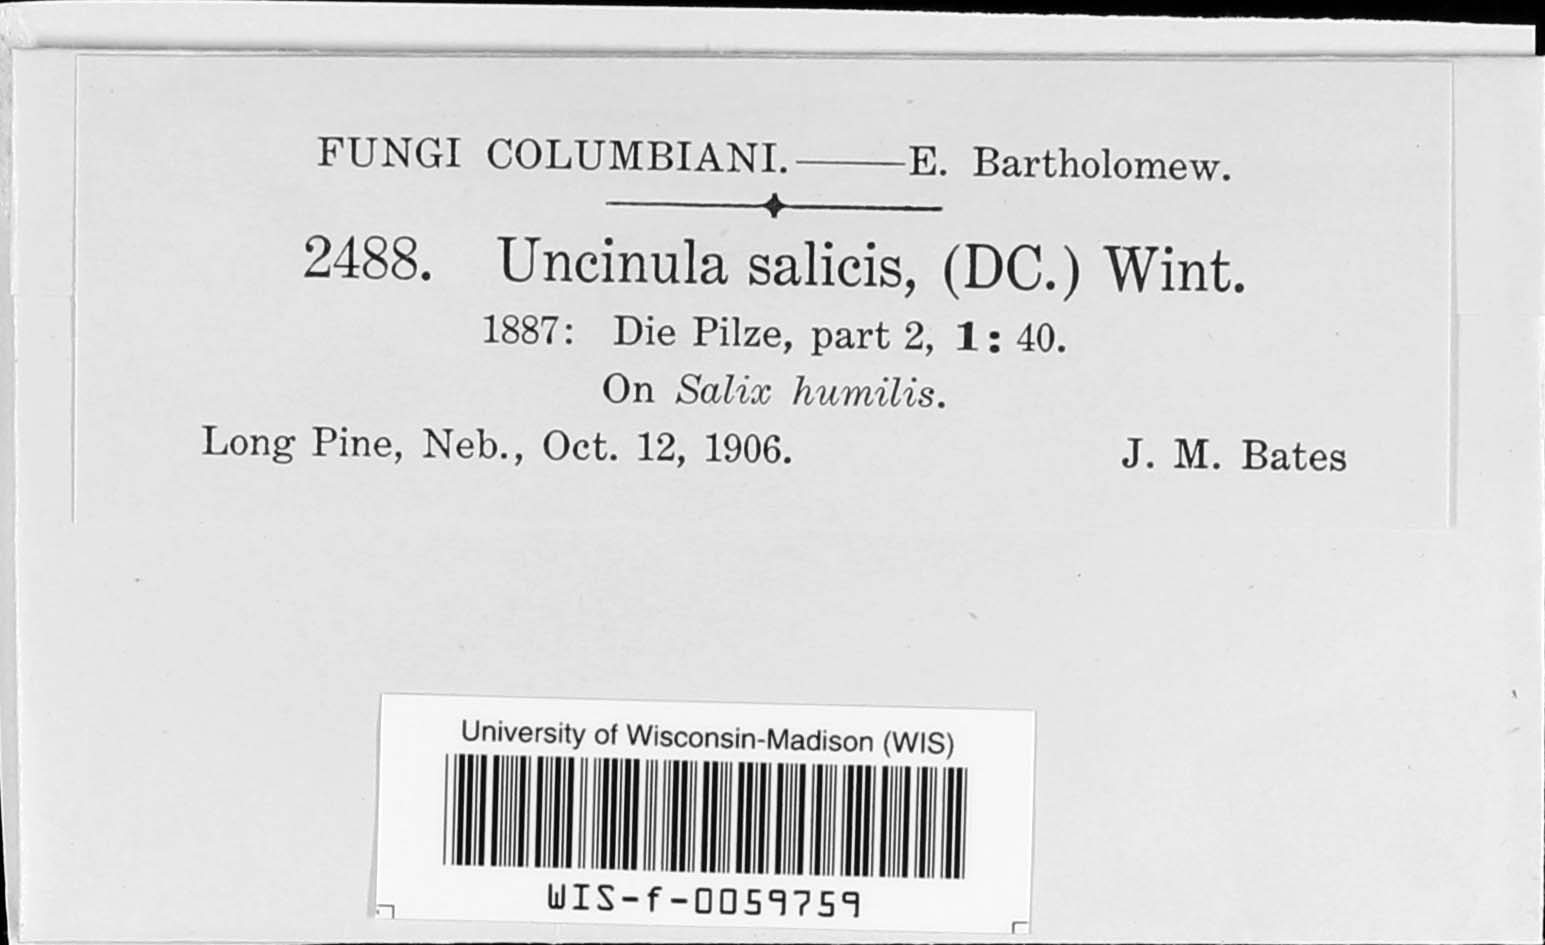 FUNGI COLUMBIANI.——E. Bartholomew.
2488. Uncinula salicis, (DC.) Wint.
1887: Die Pilze, part 2, 1: 40.
On Salix humilis.
Long Pine, Neb., Oct. 12, 1906. J. M. Bates
University of Wisconsin-Madison (WIS)
WIS-f-0059759